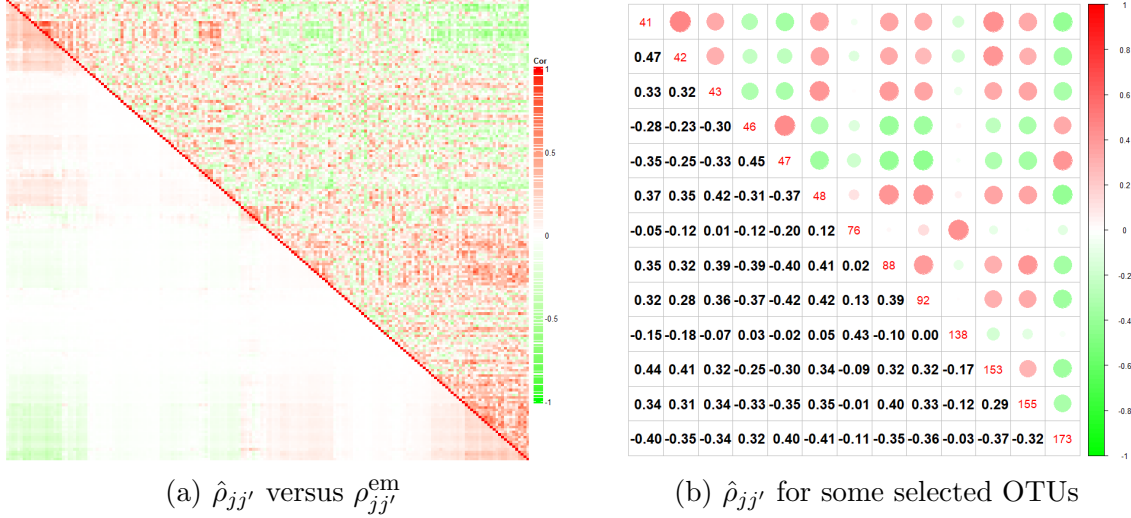 Cor
1
0.5
0
-0.5
-1
41
0.47 42
0.33 0.32 43
-0.28 -0.23 -0.30 46
-0.35 -0.25 -0.33 0.45 47
0.37 0.35 0.42 -0.31 -0.37 48
-0.05 -0.12 0.01 -0.12 -0.20 0.12 76
0.35 0.32 0.39 -0.39 -0.40 0.41 0.02 88
0.32 0.28 0.36 -0.37 -0.42 0.42 0.13 0.39 92
-0.15 -0.18 -0.07 0.03 -0.02 0.05 0.43 -0.10 0.00 138
0.44 0.41 0.32 -0.25 -0.30 0.34 -0.09 0.32 0.32 -0.17 153
0.34 0.31 0.34 -0.33 -0.35 0.35 -0.01 0.40 0.33 -0.12 0.29 155
-0.40 -0.35 -0.34 0.32 0.40 -0.41 -0.11 -0.35 -0.36 -0.03 -0.37 -0.32 173
1
0.8
0.6
0.4
0.2
0
-0.2
-0.4
-0.6
-0.8
-1
(a) ρ̂jj′ versus ρ^em_jj′
(b) ρ̂jj′ for some selected OTUs